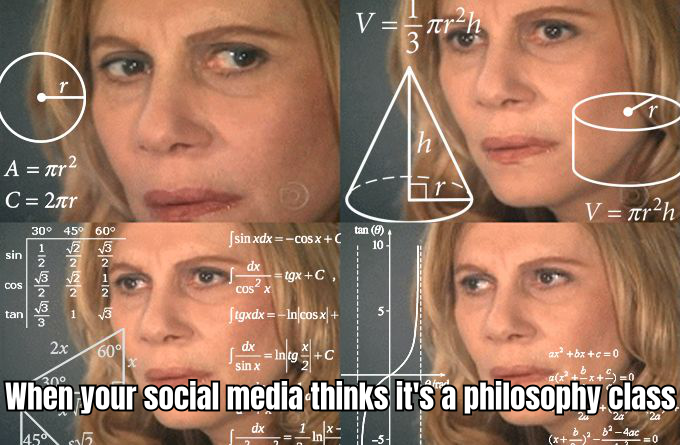 r
A = πr²
C = 2πr
V = 1/3 πr²h
h
r
r
V = πr²h
30° 45° 60°
sin 1/2 √2/2 √3/2
cos √3/2 √2/2 1/2
tan √3/3 1 √3
2x 60° x
30°
45°
∫sin xdx = −cos x + C
∫dx/cos² x = tgx + C ,
∫tgxdx = −ln|cos x| +
∫dx/sin x = ln|tg x/2| + C
tan (θ)
10
5
−5
ax² + bx + c = 0
a(x² + b/a x + c/a) = 0
When your social media thinks it's a philosophy class